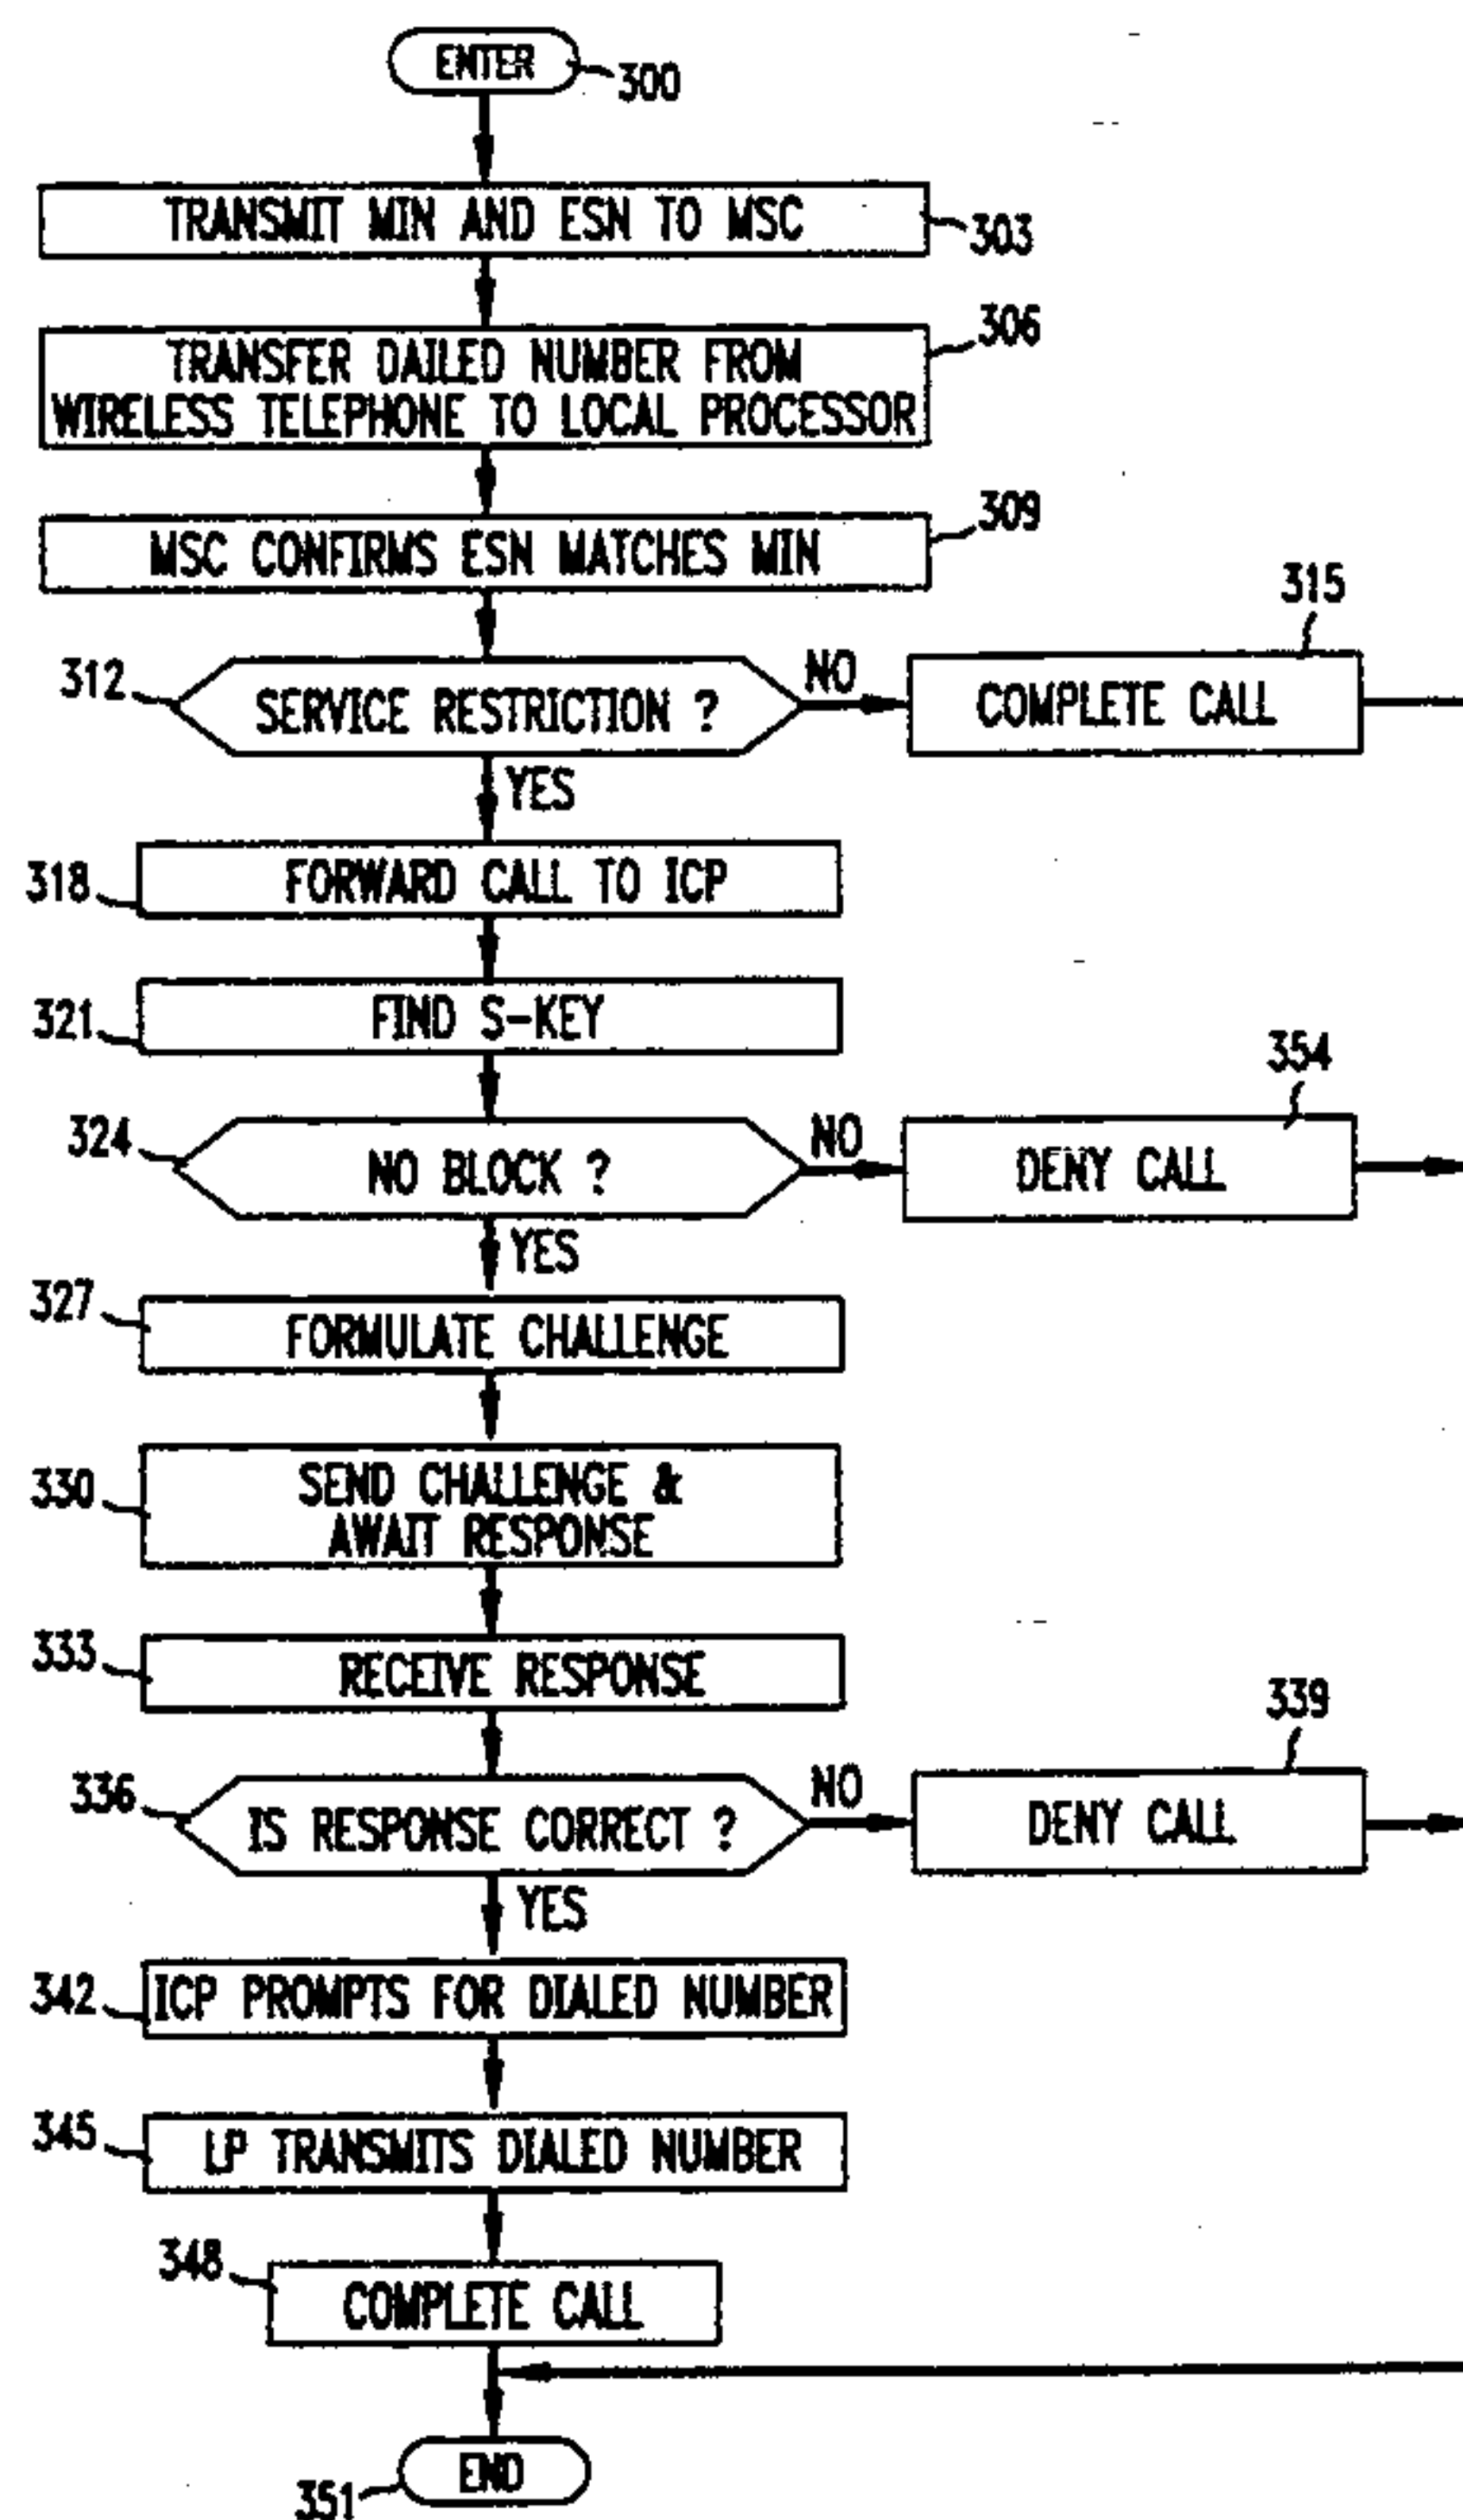 ENTER
300
TRANSMIT MIN AND ESN TO MSC
303
306
TRANSFER DAILED NUMBER FROM
WIRELESS TELEPHONE TO LOCAL PROCESSOR
309
MSC CONFIRMS ESN MATCHES MIN
315
312
SERVICE RESTRICTION ?
NO
COMPLETE CALL
YES
318
FORWARD CALL TO ICP
321
FIND S-KEY
354
324
NO BLOCK ?
NO
DENY CALL
YES
327
FORMULATE CHALLENGE
330
SEND CHALLENGE &
AWAIT RESPONSE
333
RECEIVE RESPONSE
339
336
IS RESPONSE CORRECT ?
NO
DENY CALL
YES
342
ICP PROMPTS FOR DIALED NUMBER
345
LP TRANSMITS DIALED NUMBER
348
COMPLETE CALL
END
351